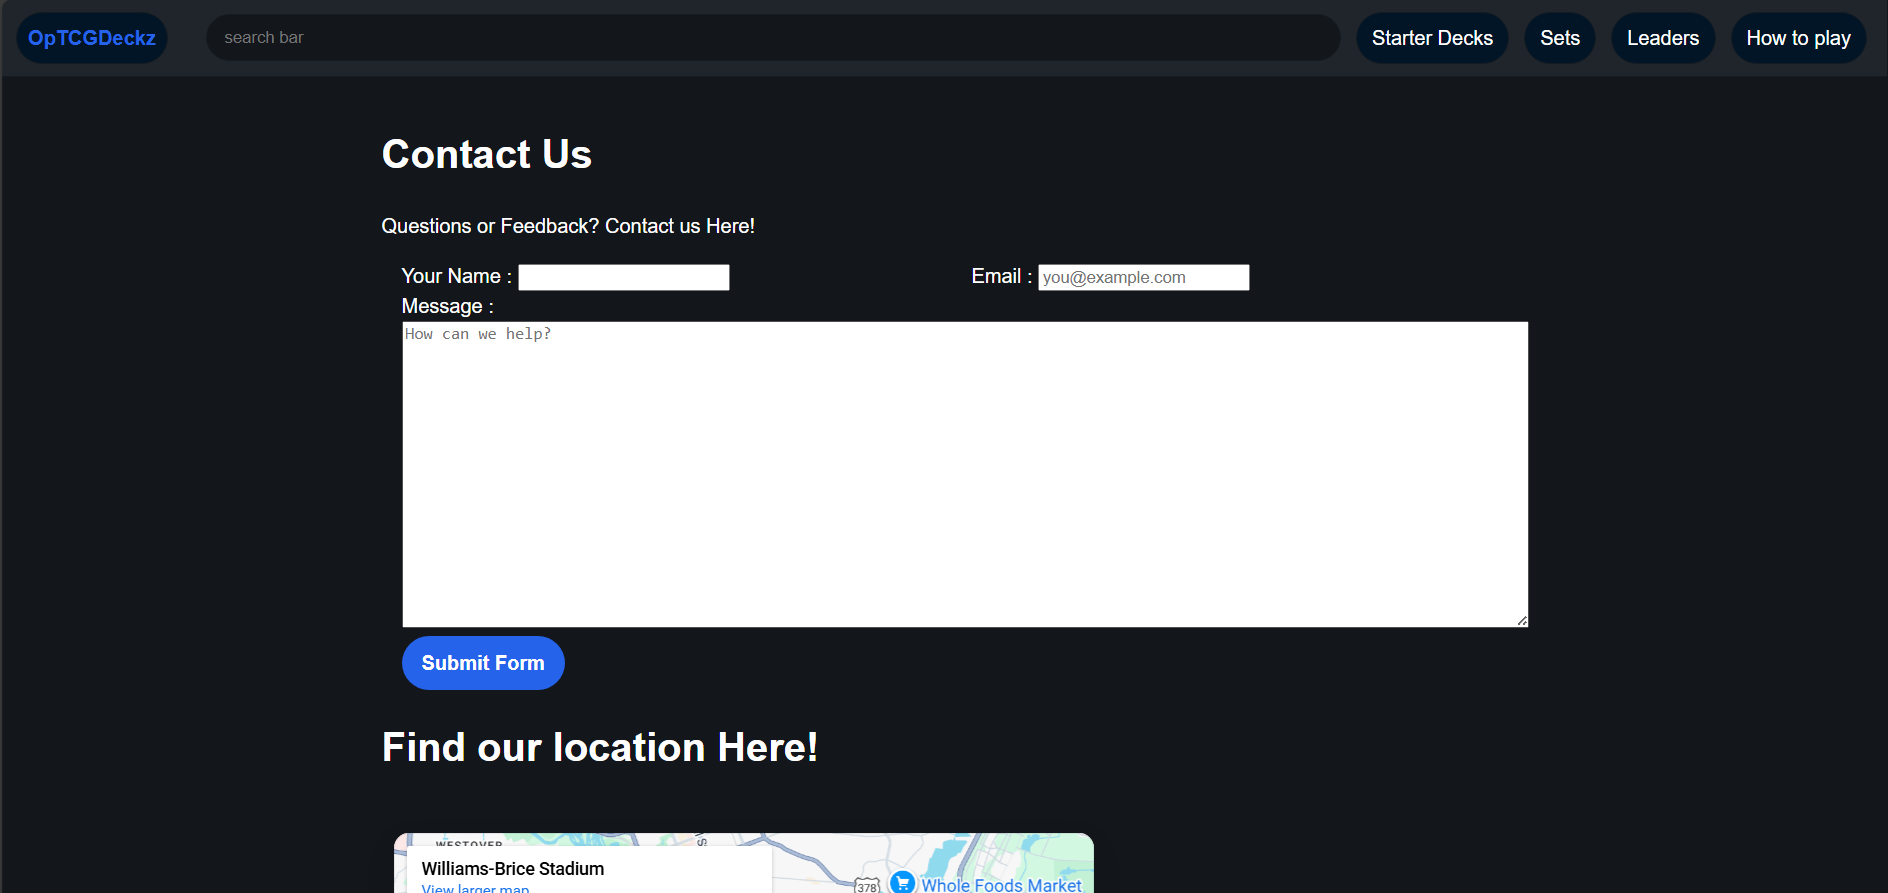 OpTCGDeckz search bar Starter Decks Sets Leaders How to play
Contact Us
Questions or Feedback? Contact us Here!
Your Name : Email : you@example.com
Message :
How can we help?
Submit Form
Find our location Here!
WESTOVER
Williams-Brice Stadium
View larger map
378
Whole Foods Market